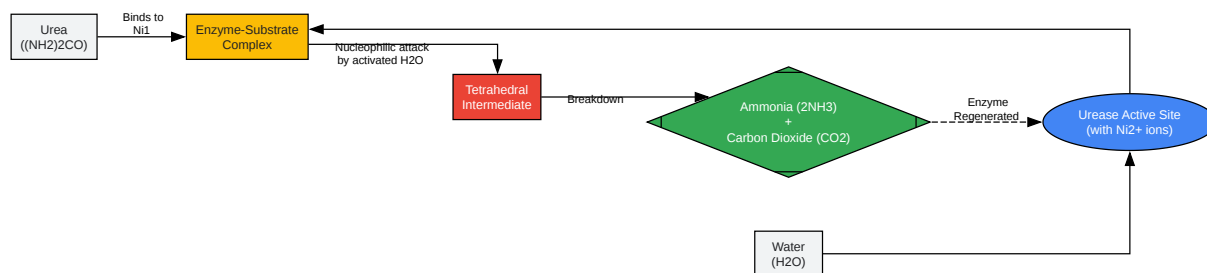 Urea
((NH2)2CO)
Binds to
Ni1
Enzyme-Substrate
Complex
Nucleophilic attack
by activated H2O
Tetrahedral
Intermediate
Breakdown
Ammonia (2NH3)
+
Carbon Dioxide (CO2)
Enzyme
Regenerated
Urease Active Site
(with Ni2+ ions)
Water
(H2O)